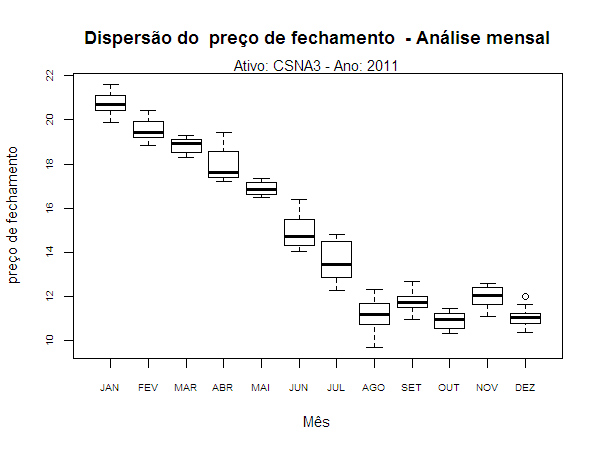 Dispersão do  preço de fechamento  - Análise mensal
Ativo: CSNA3 - Ano: 2011
preço de fechamento
22
20
18
16
14
12
10
JAN FEV MAR ABR MAI JUN JUL AGO SET OUT NOV DEZ
Mês